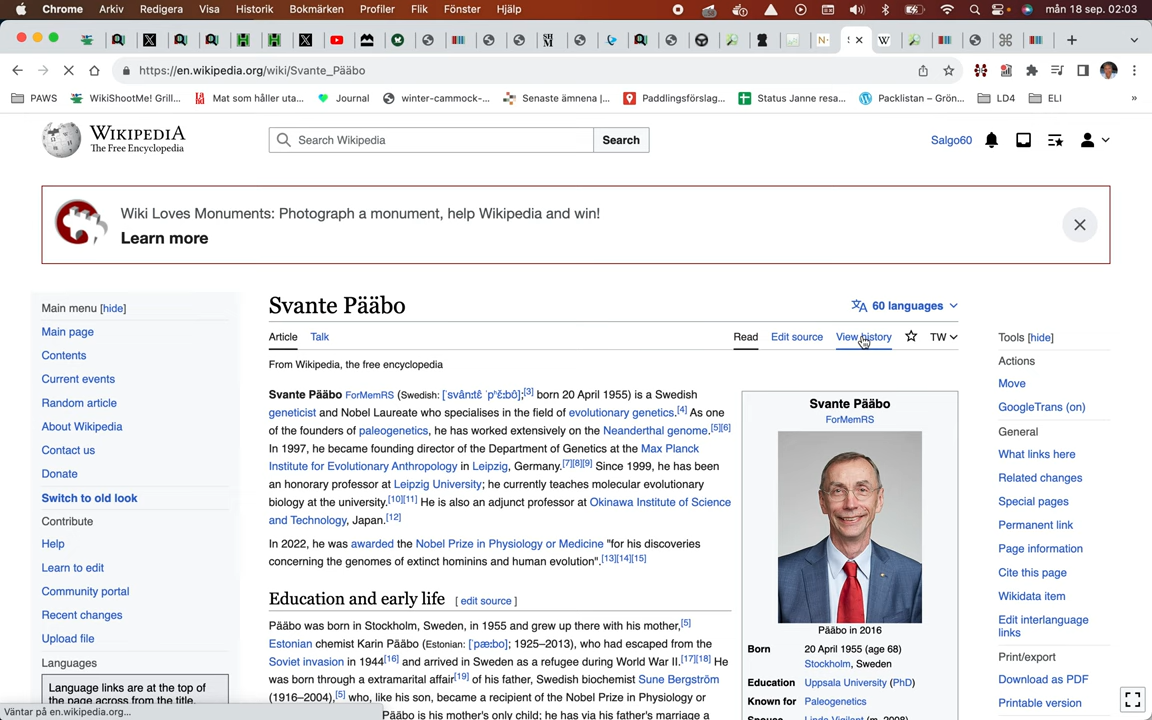 Chrome Arkiv Redigera Visa Historik Bokmärken Profiler Flik Fönster Hjälp mån 18 sep. 02:03
https://en.wikipedia.org/wiki/Svante_Pääbo
PAWS WikiShootMe! Grill... Mat som håller uta... Journal winter-cammock-... Senaste ämnena |... Paddlingsförslag... Status Janne resa... Packlistan – Grön... LD4 ELI »
WIKIPEDIA
The Free Encyclopedia
Search Wikipedia Search Salgo60
Wiki Loves Monuments: Photograph a monument, help Wikipedia and win!
Learn more
Main menu [hide]
Main page
Contents
Current events
Random article
About Wikipedia
Contact us
Donate
Switch to old look
Contribute
Help
Learn to edit
Community portal
Recent changes
Upload file
Languages
Language links are at the top of
the page across from the title.
Svante Pääbo 60 languages
Article Talk Read Edit source View history TW
From Wikipedia, the free encyclopedia
Svante Pääbo ForMemRS (Swedish: [ˈsvânːtɛ̂ ˈpʰɛ̌ːbʊ̂];[3] born 20 April 1955) is a Swedish
geneticist and Nobel Laureate who specialises in the field of evolutionary genetics.[4] As one
of the founders of paleogenetics, he has worked extensively on the Neanderthal genome.[5][6]
In 1997, he became founding director of the Department of Genetics at the Max Planck
Institute for Evolutionary Anthropology in Leipzig, Germany.[7][8][9] Since 1999, he has been
an honorary professor at Leipzig University; he currently teaches molecular evolutionary
biology at the university.[10][11] He is also an adjunct professor at Okinawa Institute of Science
and Technology, Japan.[12]
In 2022, he was awarded the Nobel Prize in Physiology or Medicine "for his discoveries
concerning the genomes of extinct hominins and human evolution".[13][14][15]
Education and early life [ edit source ]
Pääbo was born in Stockholm, Sweden, in 1955 and grew up there with his mother,[5]
Estonian chemist Karin Pääbo (Estonian: [ˈpæːbo]; 1925–2013), who had escaped from the
Soviet invasion in 1944[16] and arrived in Sweden as a refugee during World War II.[17][18] He
was born through a extramarital affair[19] of his father, Swedish biochemist Sune Bergström
(1916–2004),[5] who, like his son, became a recipient of the Nobel Prize in Physiology or
Pääbo is his mother's only child; he has via his father's marriage a
Svante Pääbo
ForMemRS
Pääbo in 2016
Born 20 April 1955 (age 68)
Stockholm, Sweden
Education Uppsala University (PhD)
Known for Paleogenetics
Linda Vigilant (m. 2008)
Tools [hide]
Actions
Move
GoogleTrans (on)
General
What links here
Related changes
Special pages
Permanent link
Page information
Cite this page
Wikidata item
Edit interlanguage
links
Print/export
Download as PDF
Printable version
Väntar på en.wikipedia.org...